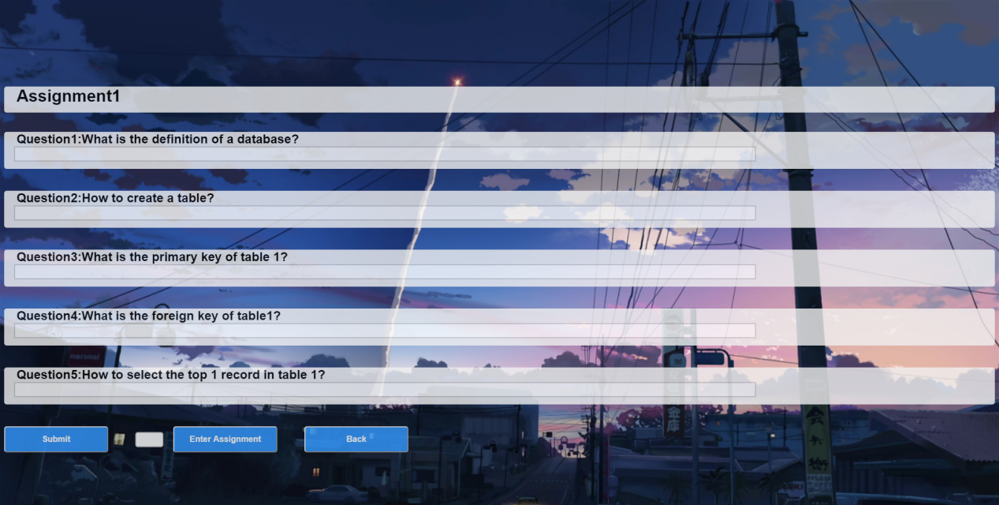 Assignment1
Question1:What is the definition of a database?
Question2:How to create a table?
Question3:What is the primary key of table 1?
Question4:What is the foreign key of table1?
Question5:How to select the top 1 record in table 1?
Submit
Enter Assignment
Back